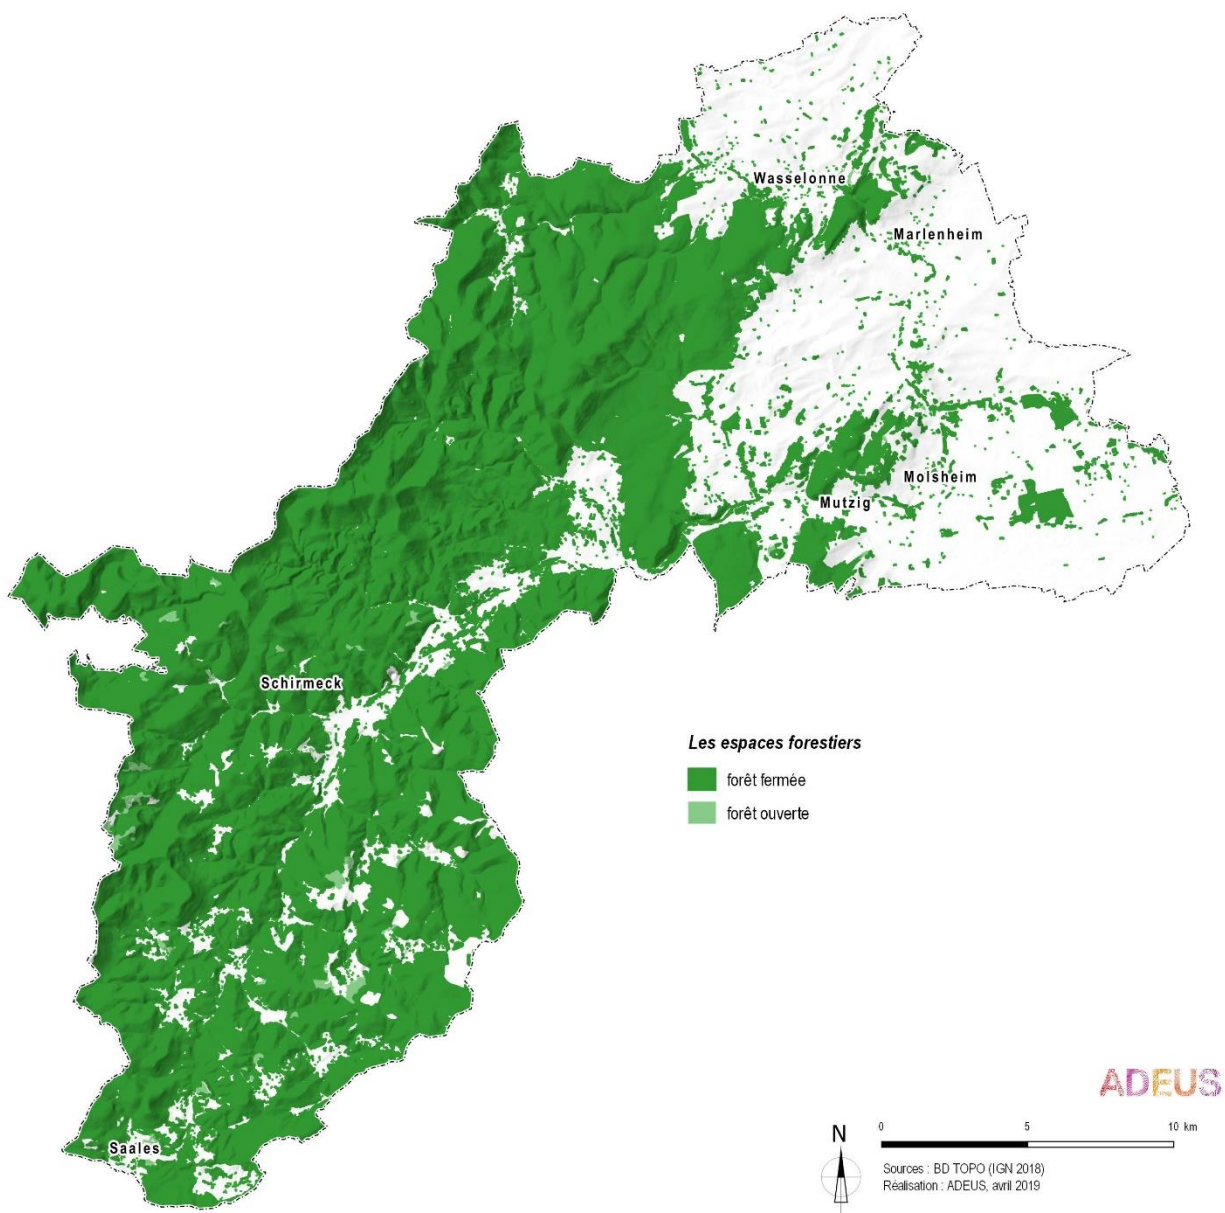 Wasselonne
Marlenheim
Molsheim
Mutzig
Schirmeck
Les espaces forestiers
forêt fermée
forêt ouverte
Saales
ADEUS
N
0 5 10 km
Sources : BD TOPO (IGN 2018)
Réalisation : ADEUS, avril 2019